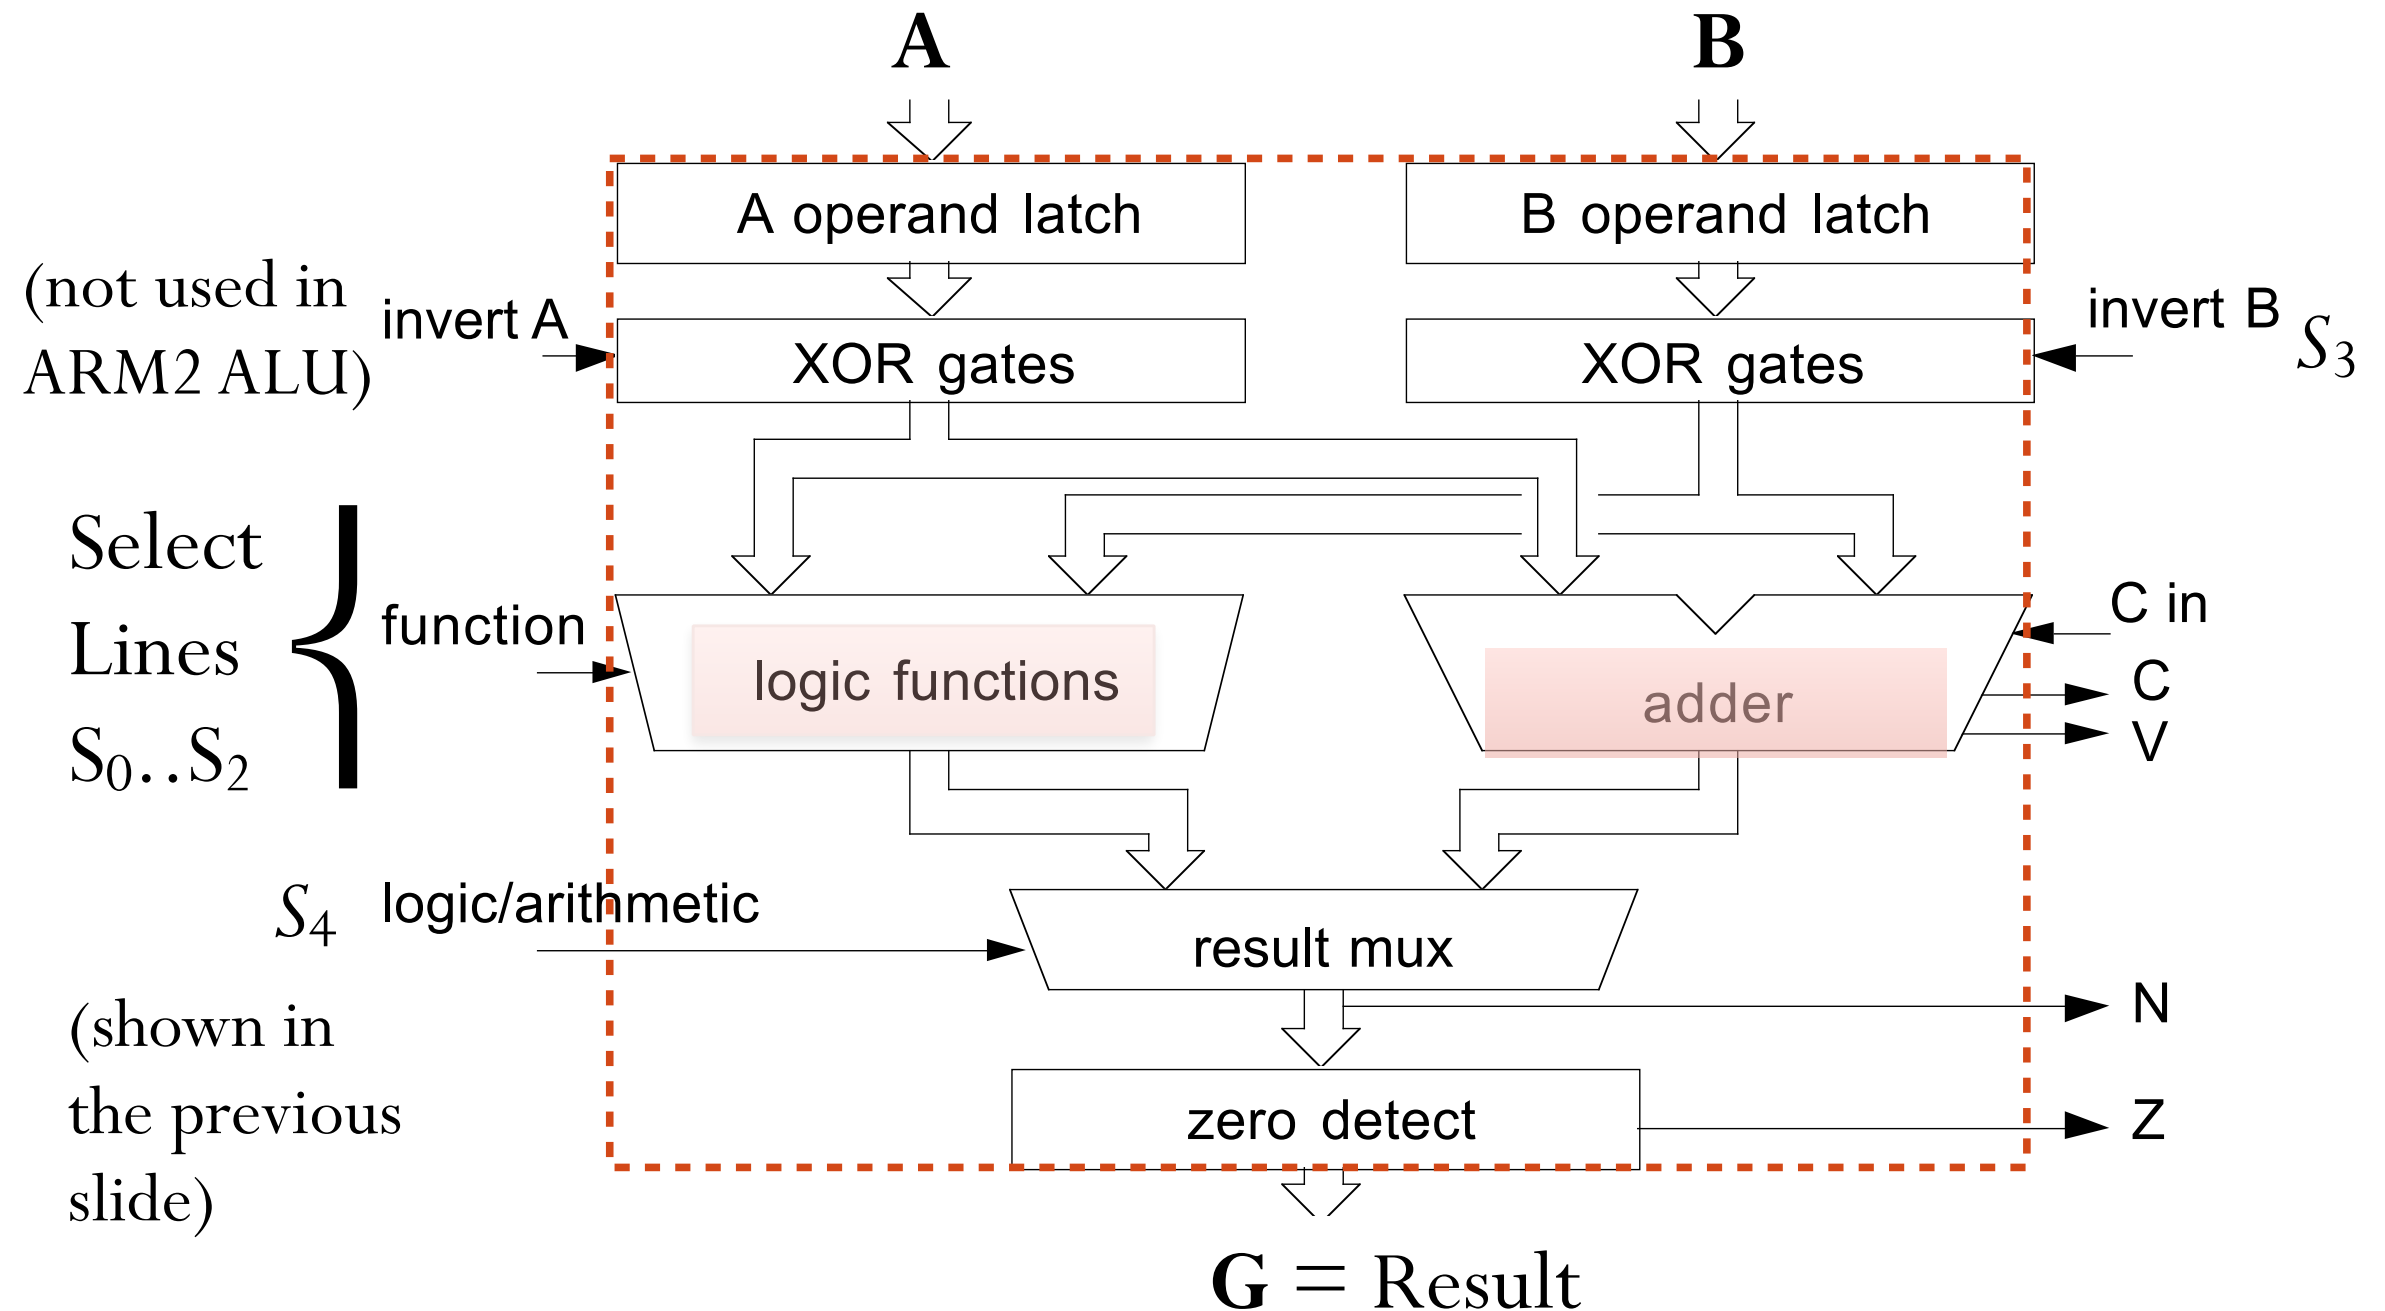 A
B
A operand latch
B operand latch
(not used in
ARM2 ALU)
invert A
XOR gates
XOR gates
invert B
S3
Select
Lines
S0..S2
function
logic functions
adder
C in
C
V
S4
logic/arithmetic
result mux
N
(shown in
the previous
slide)
zero detect
Z
G = Result